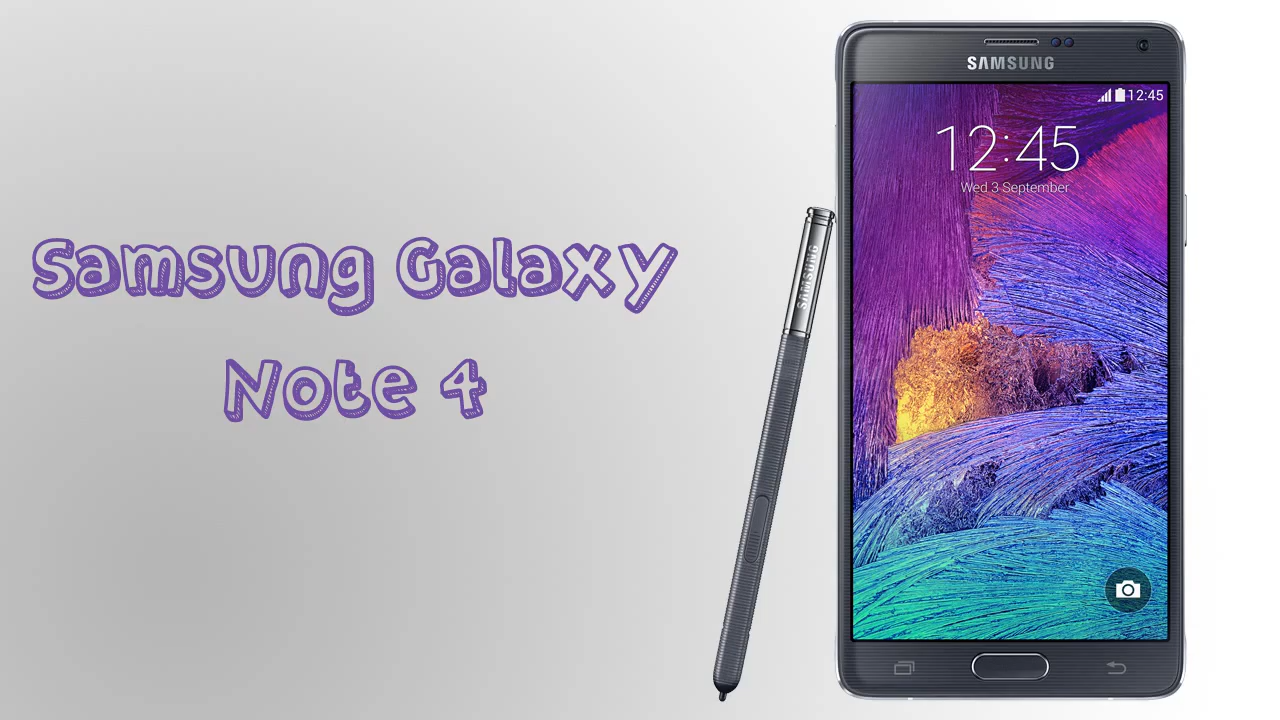 Samsung Galaxy
Note 4
SAMSUNG
12:45
12:45
Wed 3 September
SAMSUNG